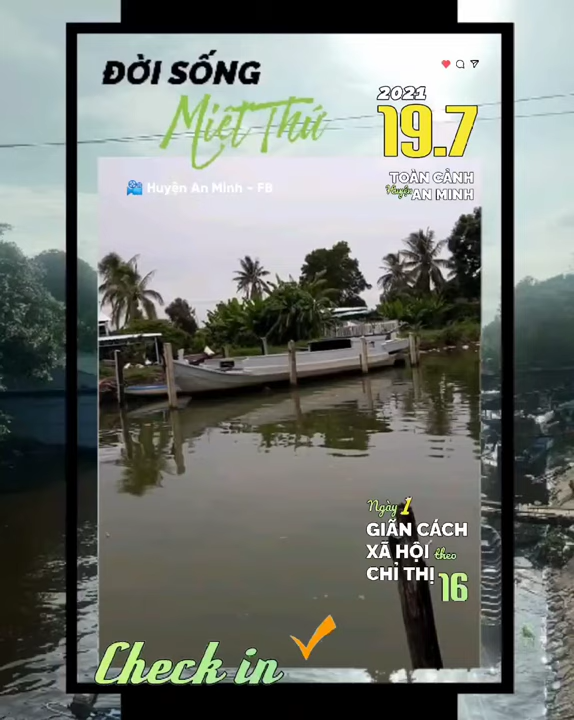 ĐỜI SỐNG
Miệt Thứ
2021
19.7
TOÀN CẢNH
Huyện AN MINH
Huyện An Minh - FB
Ngày 1
GIÃN CÁCH
XÃ HỘI theo
CHỈ THỊ 16
Check in